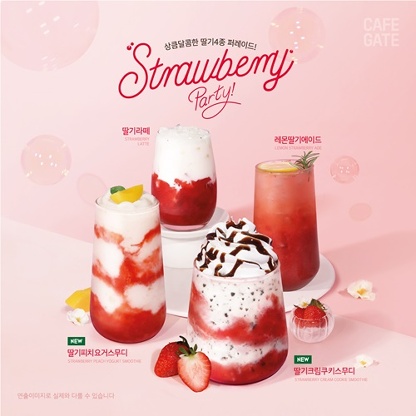 상큼달콤한 딸기4종 퍼레이드!
CAFE
GATE
Strawberry
Party!
딸기라떼
STRAWBERRY
LATTE
레몬딸기에이드
LEMON STRAWBERRY ADE
NEW
딸기피치요거스무디
STRAWBERRY PEACH YOGURT SMOOTHIE
NEW
딸기크림쿠키스무디
STRAWBERRY CREAM COOKIE SMOOTHIE
연출이미지로 실제와 다를 수 있습니다